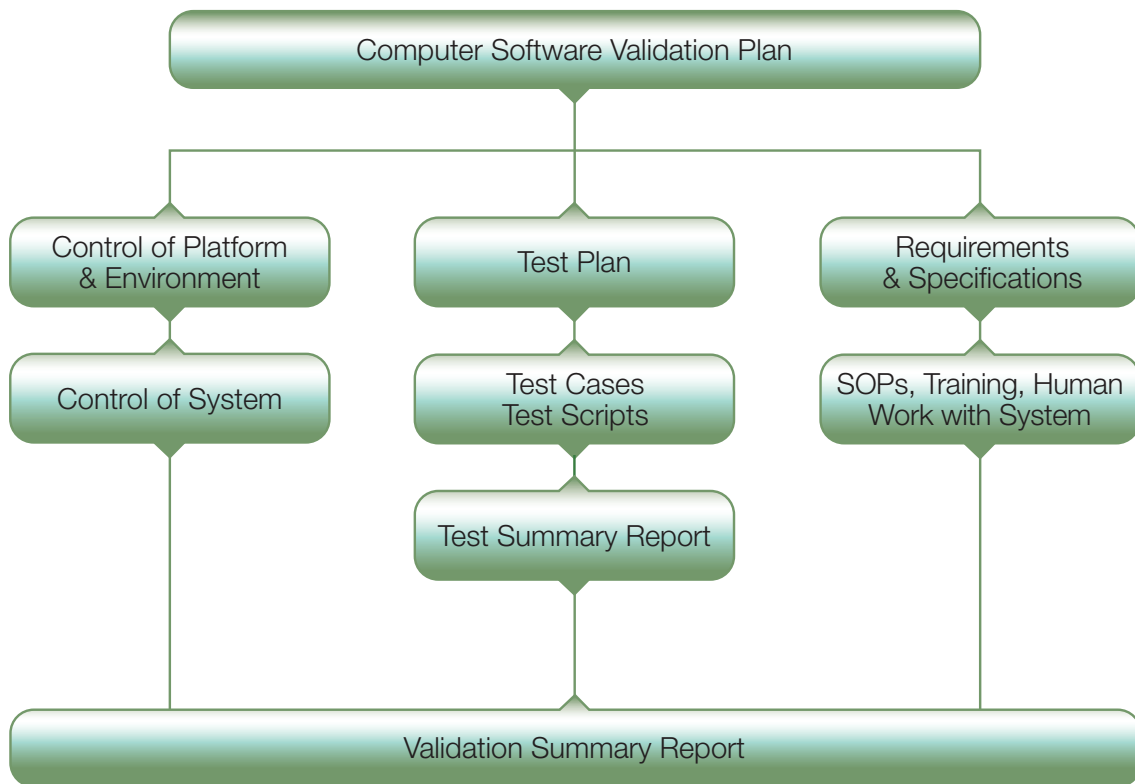 Computer Software Validation Plan
Control of Platform
& Environment
Test Plan
Requirements
& Specifications
Control of System
Test Cases
Test Scripts
SOPs, Training, Human
Work with System
Test Summary Report
Validation Summary Report